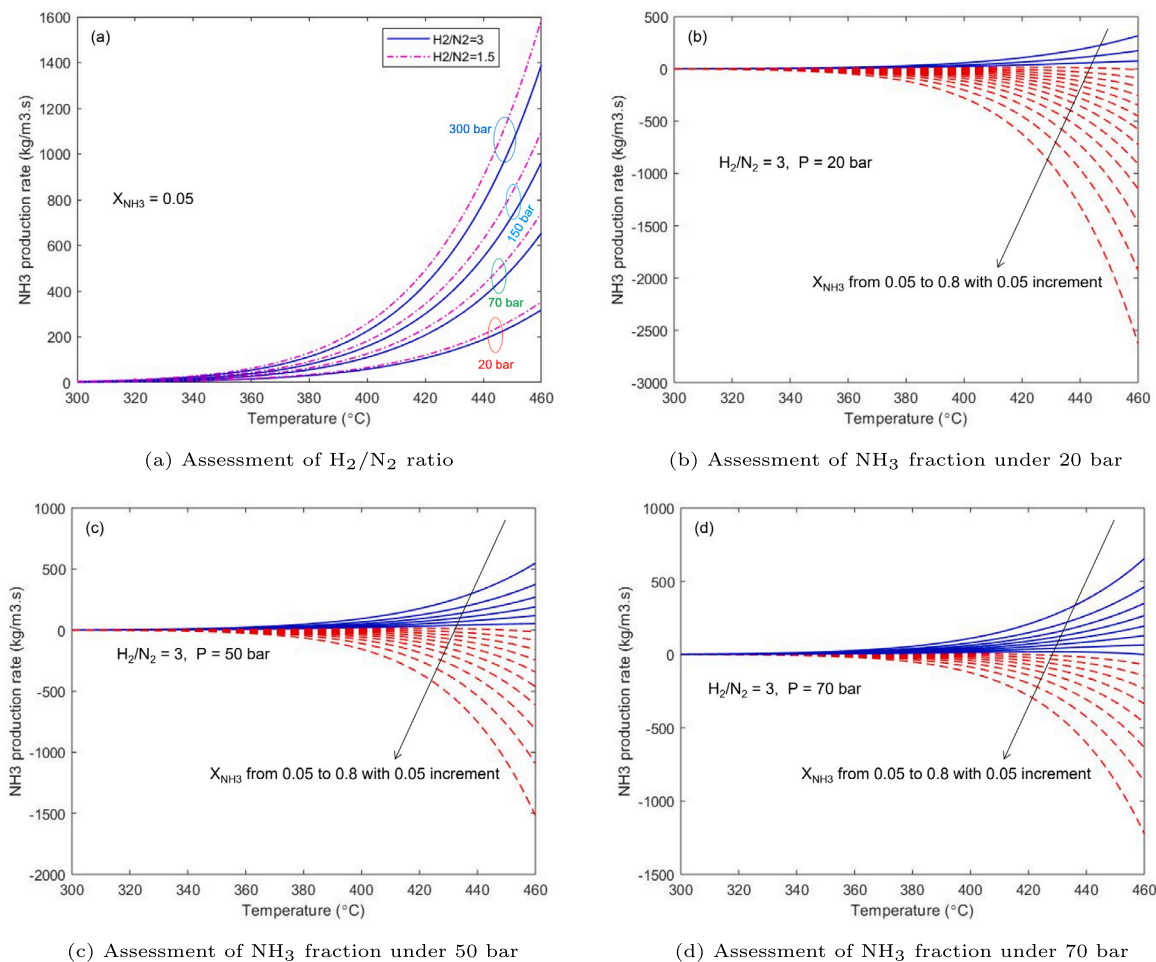 (a)
H2/N2=3
H2/N2=1.5
300 bar
150 bar
70 bar
20 bar
X_NH3 = 0.05
NH3 production rate (kg/m3.s)
1600
1400
1200
1000
800
600
400
200
0
300 320 340 360 380 400 420 440 460
Temperature (°C)
(a) Assessment of H₂/N₂ ratio
(b)
H₂/N₂ = 3, P = 20 bar
X_NH3 from 0.05 to 0.8 with 0.05 increment
NH3 production rate (kg/m3.s)
500
0
-500
-1000
-1500
-2000
-2500
-3000
300 320 340 360 380 400 420 440 460
Temperature (°C)
(b) Assessment of NH₃ fraction under 20 bar
(c)
H₂/N₂ = 3, P = 50 bar
X_NH3 from 0.05 to 0.8 with 0.05 increment
NH3 production rate (kg/m3.s)
1000
500
0
-500
-1000
-1500
-2000
300 320 340 360 380 400 420 440 460
Temperature (°C)
(c) Assessment of NH₃ fraction under 50 bar
(d)
H₂/N₂ = 3, P = 70 bar
X_NH3 from 0.05 to 0.8 with 0.05 increment
NH3 production rate (kg/m3.s)
1000
500
0
-500
-1000
-1500
300 320 340 360 380 400 420 440 460
Temperature (°C)
(d) Assessment of NH₃ fraction under 70 bar